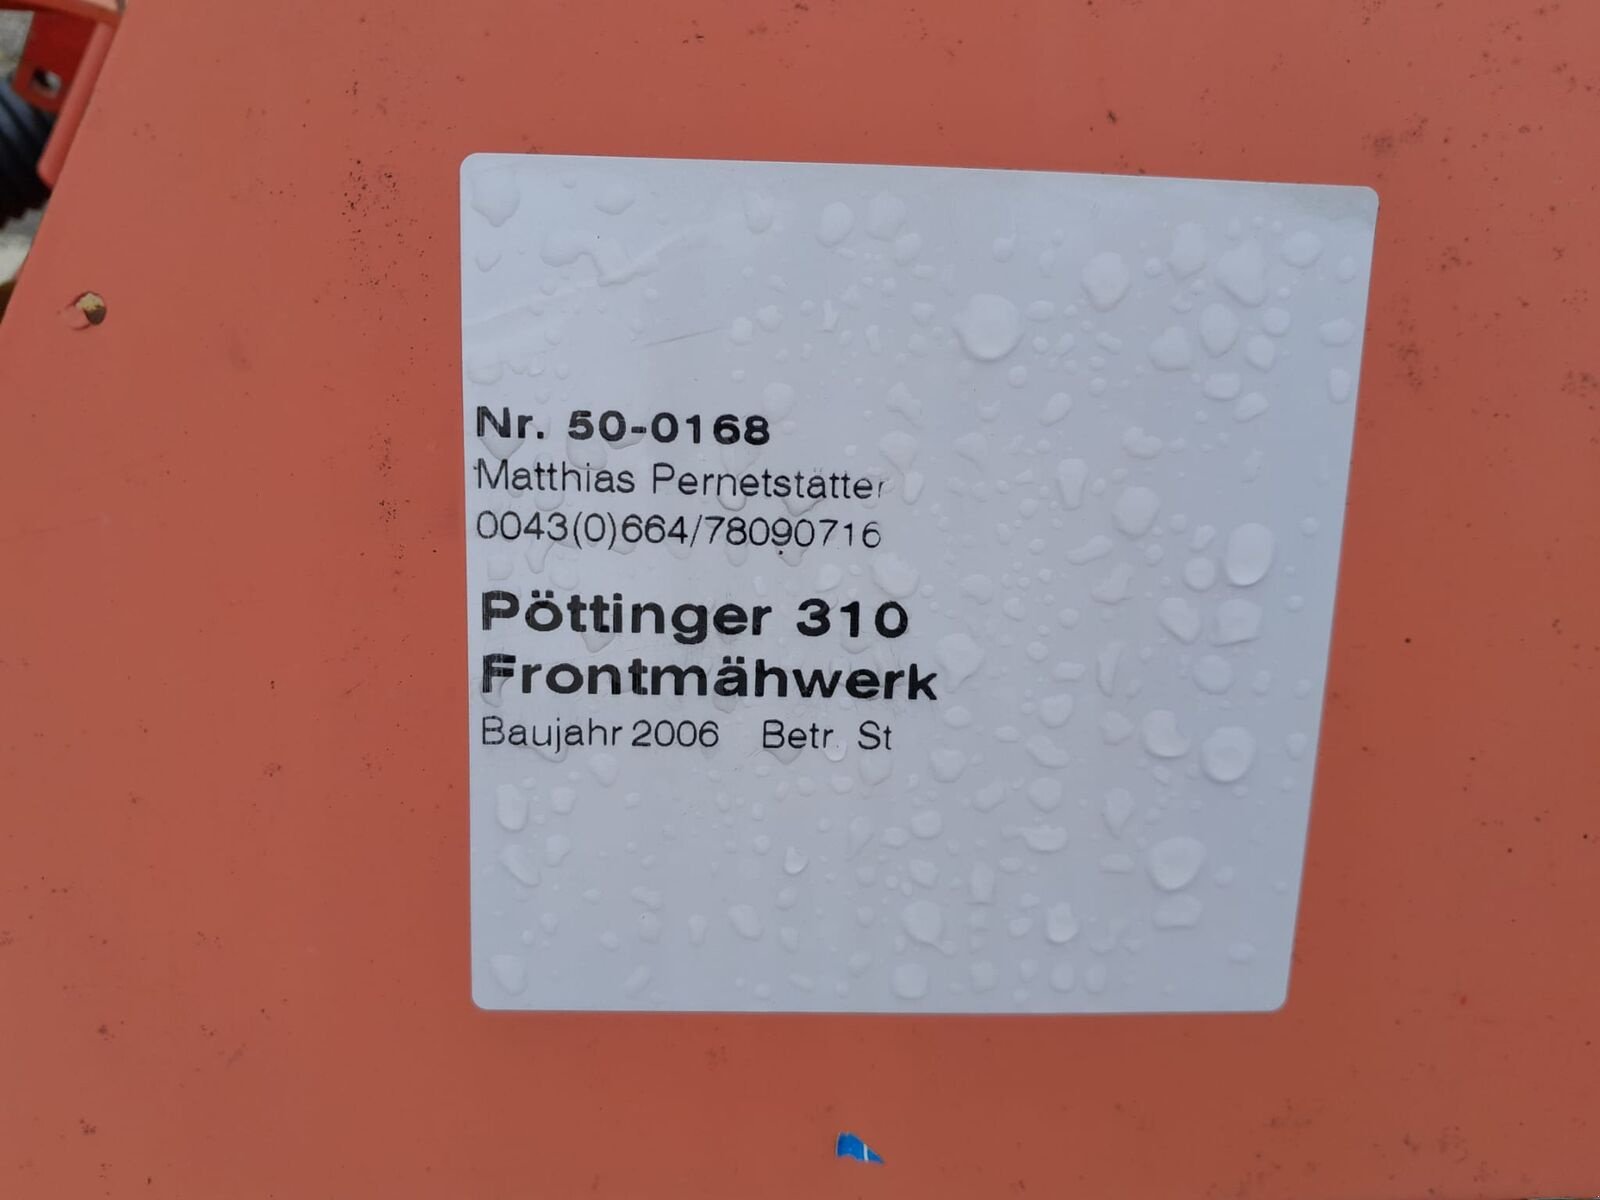 Nr. 50-0168
Matthias Pernetstätter
0043(0)664/78090716
Pöttinger 310
Frontmähwerk
Baujahr 2006 Betr. St